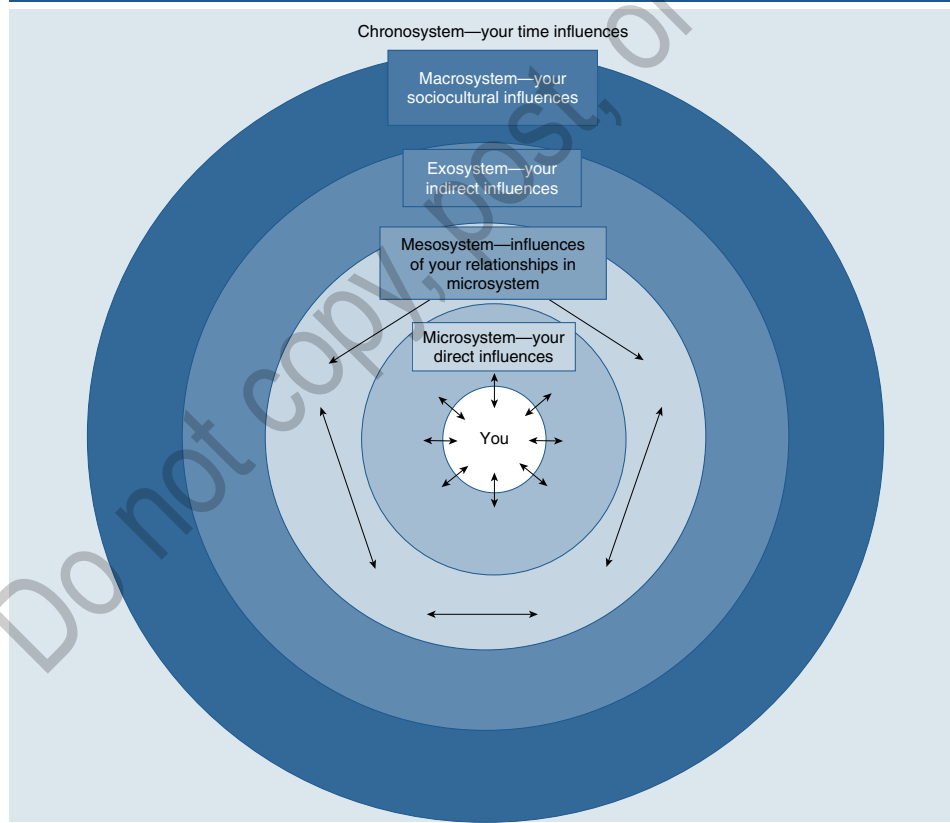 Chronosystem—your time influences
Macrosystem—your
sociocultural influences
Exosystem—your
indirect influences
Mesosystem—influences
of your relationships in
microsystem
Microsystem—your
direct influences
You
Do not copy, post, or